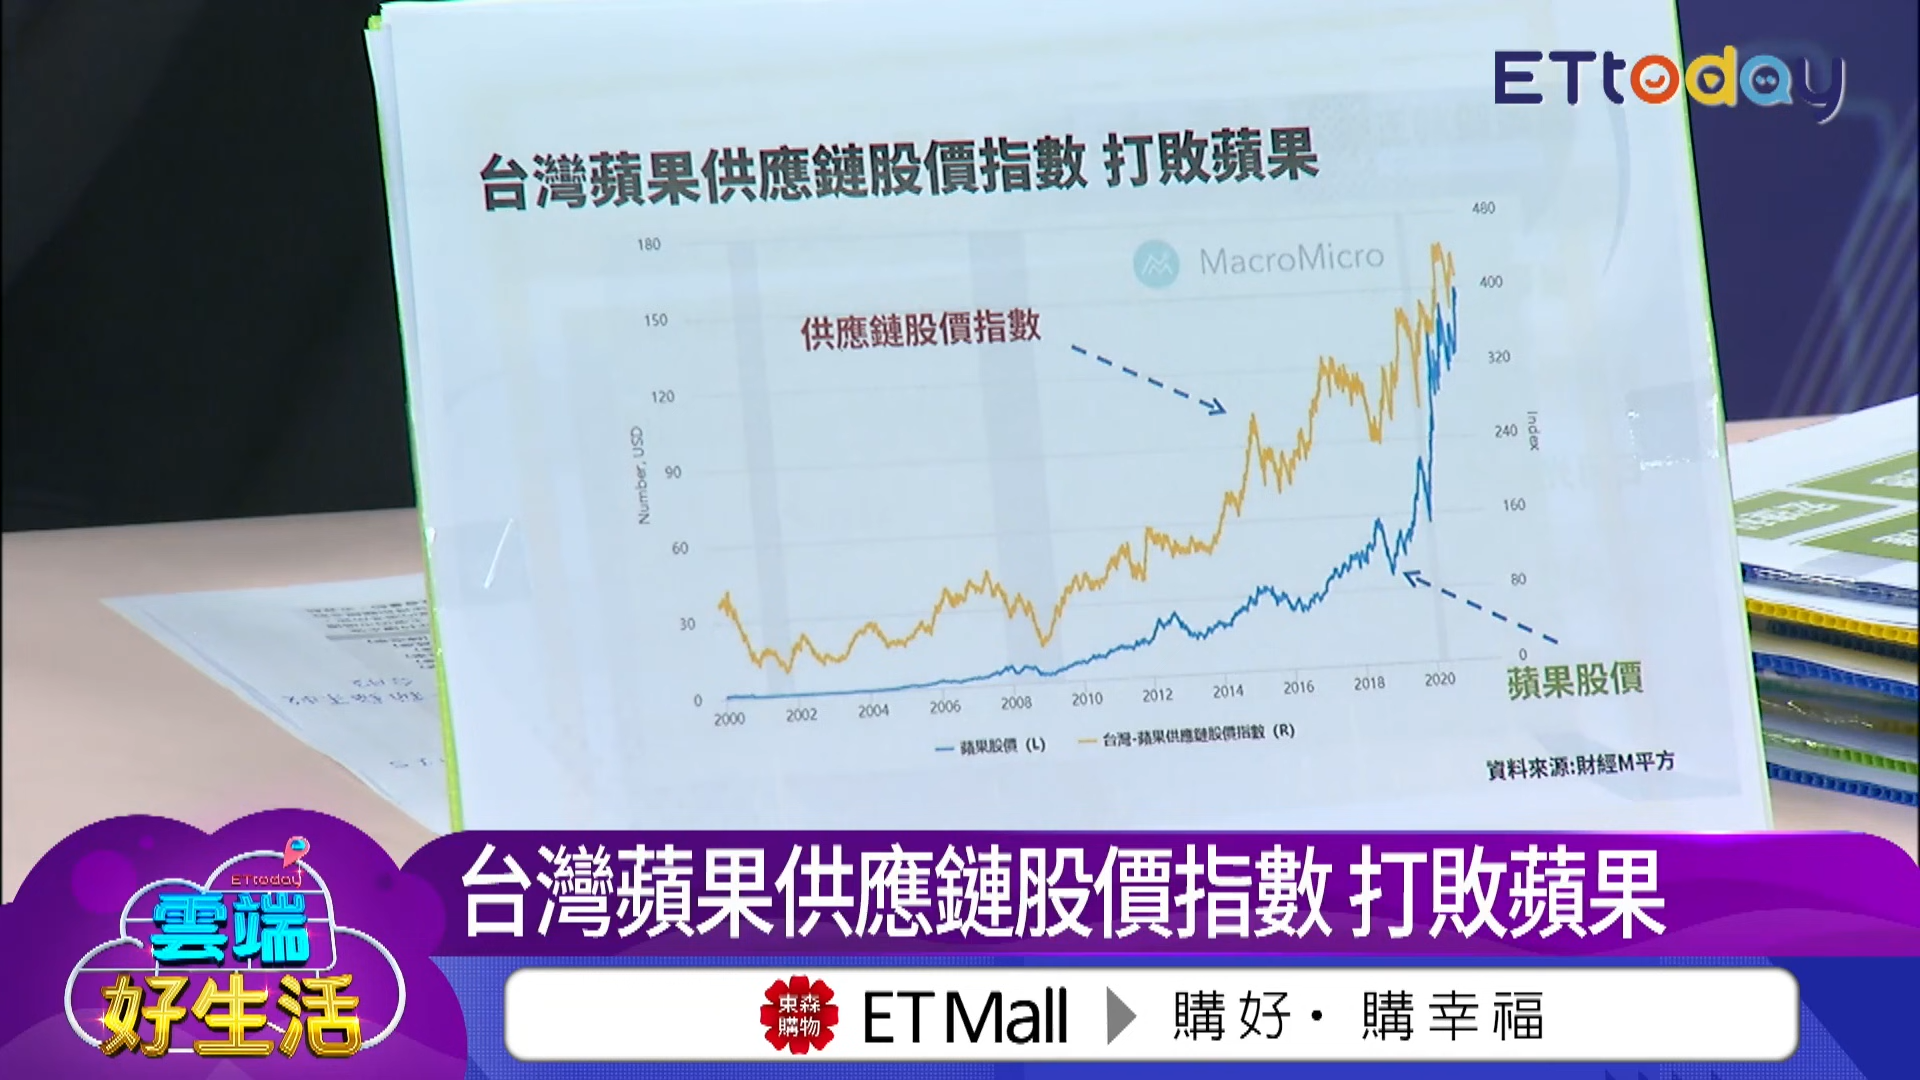 ETtoday
台灣蘋果供應鏈股價指數 打敗蘋果
MacroMicro
供應鏈股價指數
180
150
120
90
60
30
0
Number, USD
480
400
320
240
160
80
0
Index
2000 2002 2004 2006 2008 2010 2012 2014 2016 2018 2020
蘋果股價
蘋果股價 (L) 台灣-蘋果供應鏈股價指數 (R)
資料來源:財經M平方
台灣蘋果供應鏈股價指數 打敗蘋果
ETtoday
雲端
好生活
東森
購物
ETMall 購好・購幸福